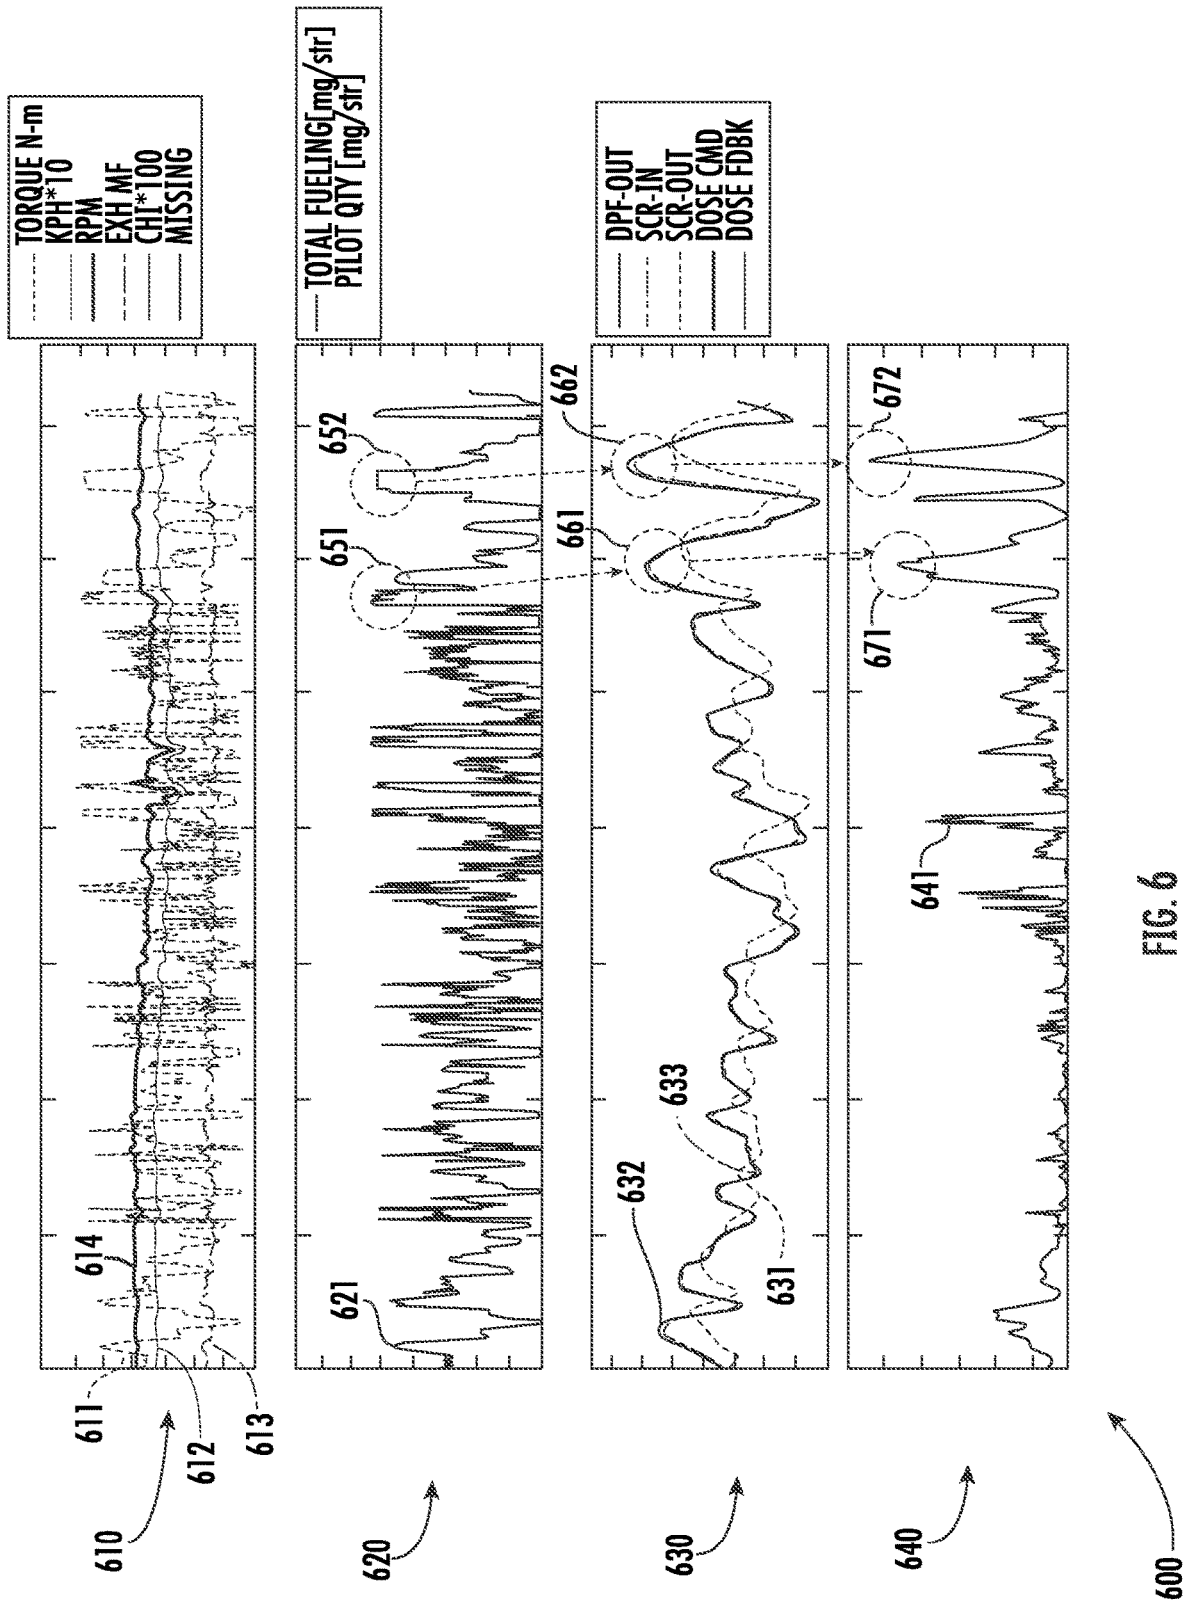 610
611
612
613
614
TORQUE N-m
KPH*10
RPM
EXH MF
CHI*100
MISSING
620
621
651
652
TOTAL FUELING[mg/str]
PILOT QTY [mg/str]
630
632
633
631
661
662
DPF-OUT
SCR-IN
SCR-OUT
DOSE CMD
DOSE FDBK
640
641
671
672
600
FIG. 6